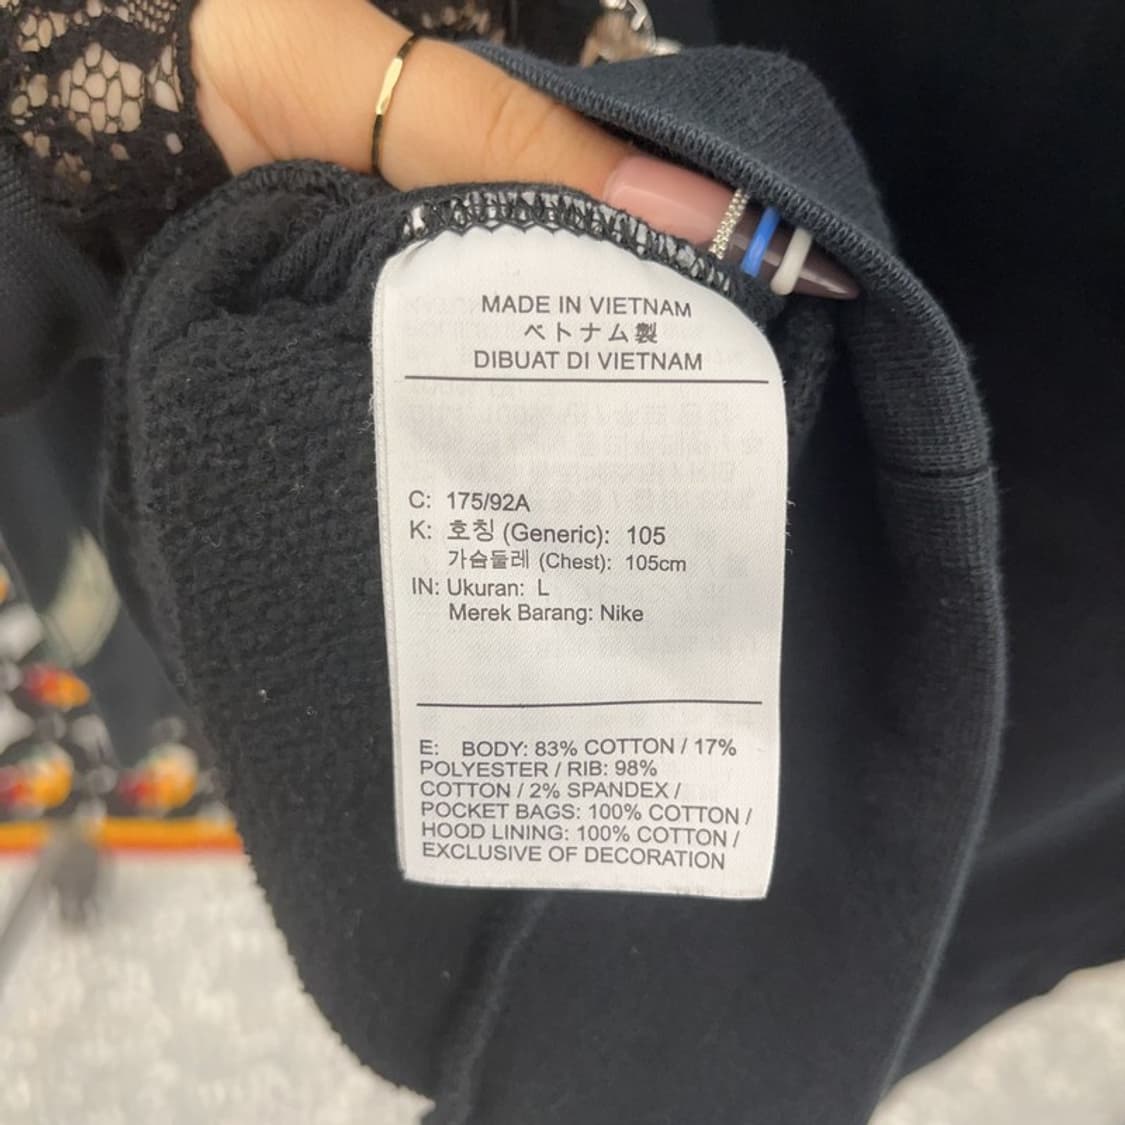 MADE IN VIETNAM
ベトナム製
DIBUAT DI VIETNAM
C: 175/92A
K: 호칭 (Generic): 105
가슴둘레 (Chest): 105cm
IN: Ukuran: L
Merek Barang: Nike
E: BODY: 83% COTTON / 17%
POLYESTER / RIB: 98%
COTTON / 2% SPANDEX /
POCKET BAGS: 100% COTTON /
HOOD LINING: 100% COTTON /
EXCLUSIVE OF DECORATION